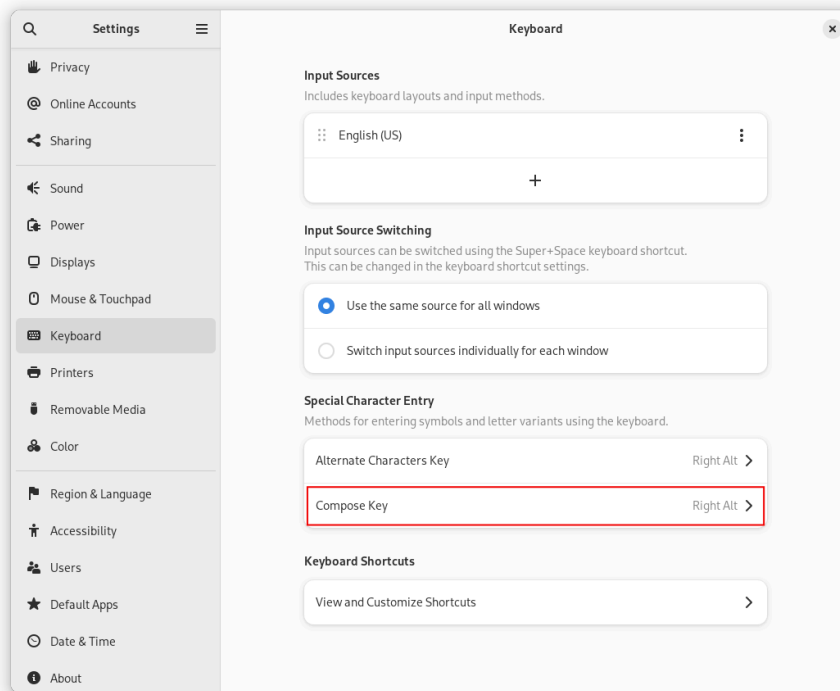 Settings
Privacy
Online Accounts
Sharing
Sound
Power
Displays
Mouse & Touchpad
Keyboard
Printers
Removable Media
Color
Region & Language
Accessibility
Users
Default Apps
Date & Time
About
Keyboard
Input Sources
Includes keyboard layouts and input methods.
English (US)
Input Source Switching
Input sources can be switched using the Super+Space keyboard shortcut.
This can be changed in the keyboard shortcut settings.
Use the same source for all windows
Switch input sources individually for each window
Special Character Entry
Methods for entering symbols and letter variants using the keyboard.
Alternate Characters Key Right Alt
Compose Key Right Alt
Keyboard Shortcuts
View and Customize Shortcuts